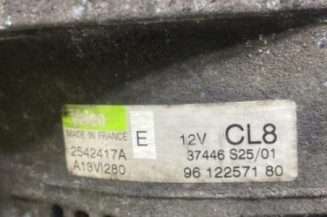 Valeo
MADE IN FRANCE
E
12V CL8
2542417A
37446 S25/01
A13VI280
96 122571 80